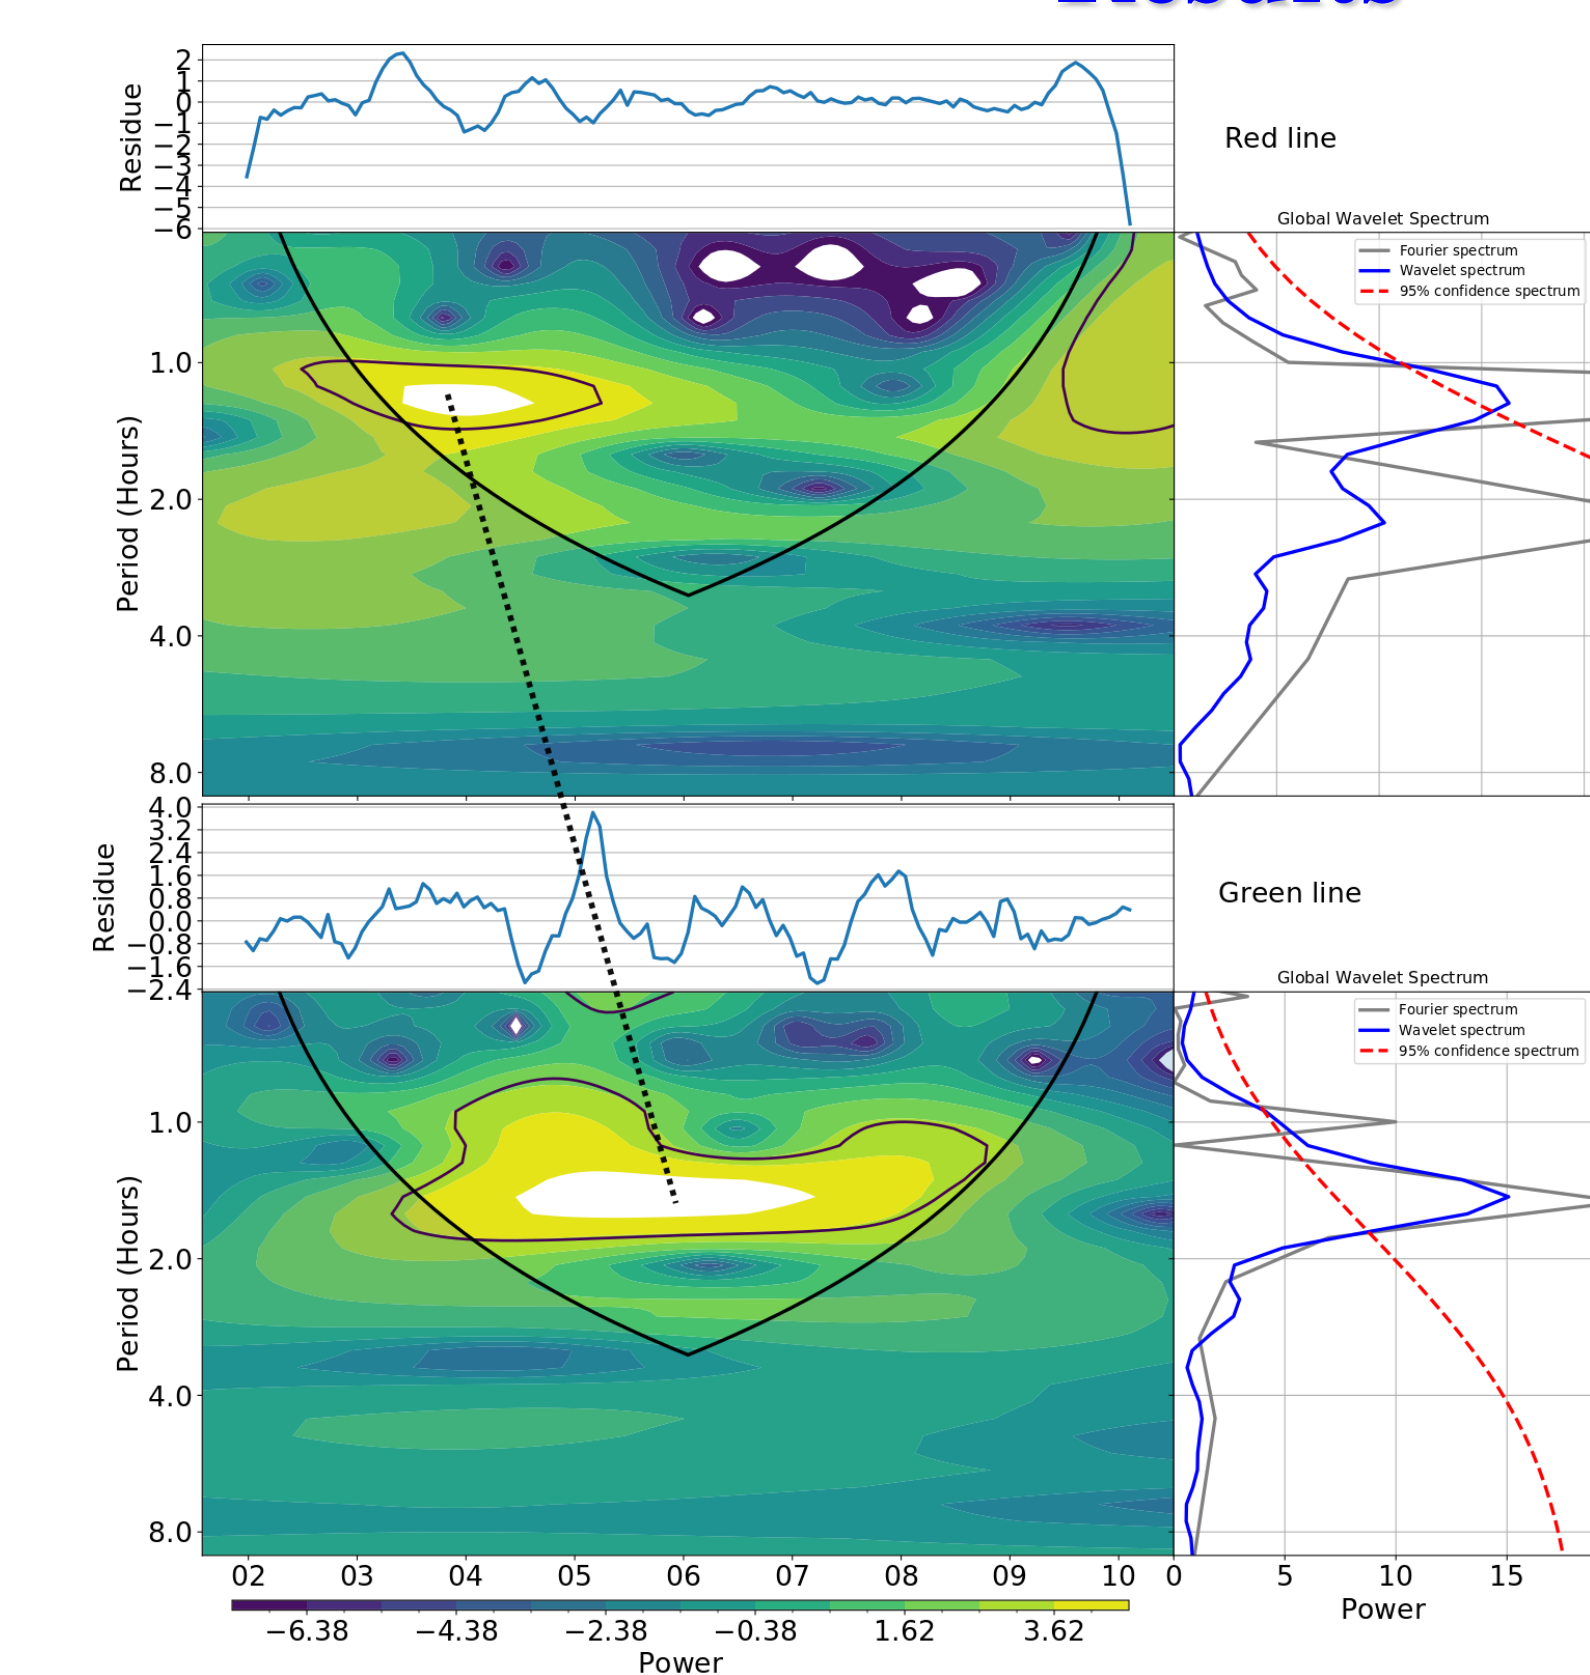 Results
2
1
0
−1
−2
−3
−4
−5
−6
Residue
Red line
Global Wavelet Spectrum
Fourier spectrum
Wavelet spectrum
95% confidence spectrum
1.0
2.0
4.0
8.0
Period (Hours)
4.0
3.2
2.4
1.6
0.8
0.0
−0.8
−1.6
−2.4
Residue
Green line
Global Wavelet Spectrum
Fourier spectrum
Wavelet spectrum
95% confidence spectrum
1.0
2.0
4.0
8.0
Period (Hours)
02 03 04 05 06 07 08 09 10 0 5 10 15
Power
−6.38 −4.38 −2.38 −0.38 1.62 3.62
Power